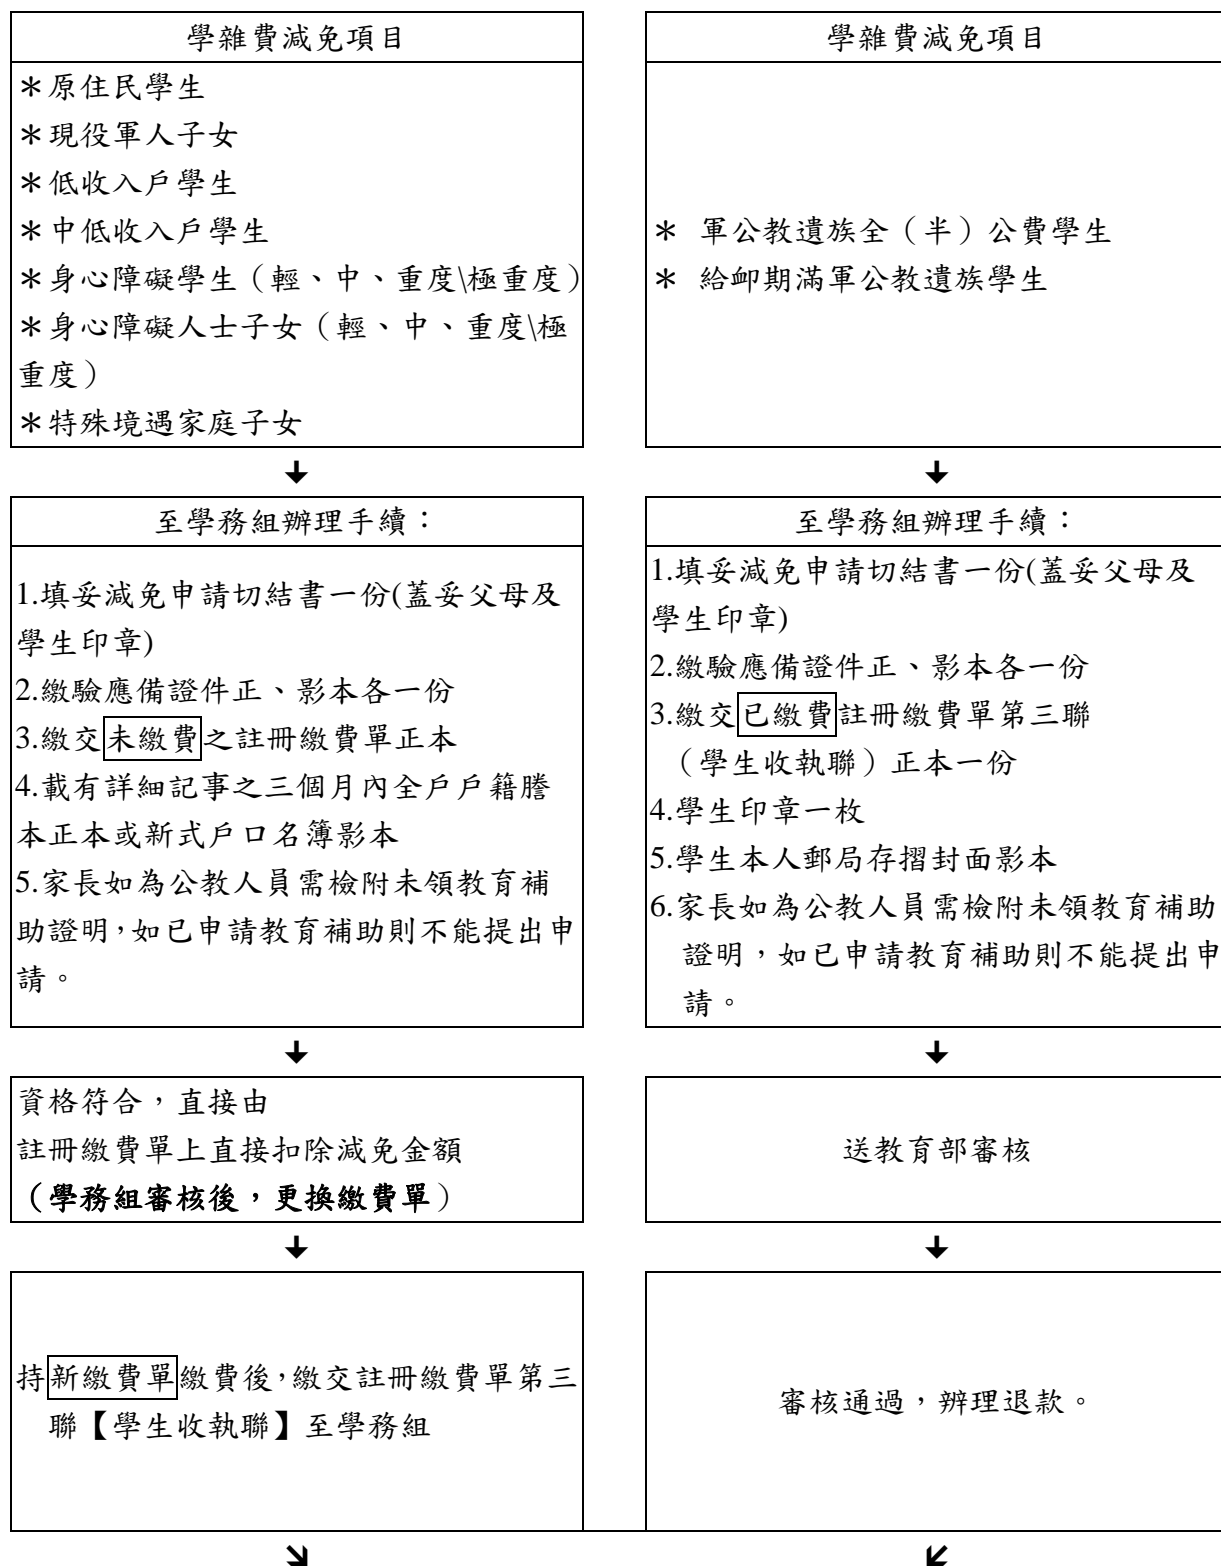 學雜費減免項目
＊原住民學生
＊現役軍人子女
＊低收入戶學生
＊中低收入戶學生
＊身心障礙學生（輕、中、重度\極重度）
＊身心障礙人士子女（輕、中、重度\極
重度）
＊特殊境遇家庭子女
學雜費減免項目
＊ 軍公教遺族全（半）公費學生
＊ 給卹期滿軍公教遺族學生
至學務組辦理手續：
1.填妥減免申請切結書一份(蓋妥父母及
學生印章)
2.繳驗應備證件正、影本各一份
3.繳交未繳費之註冊繳費單正本
4.載有詳細記事之三個月內全戶戶籍謄
本正本或新式戶口名簿影本
5.家長如為公教人員需檢附未領教育補
助證明，如已申請教育補助則不能提出申
請。
至學務組辦理手續：
1.填妥減免申請切結書一份(蓋妥父母及
學生印章)
2.繳驗應備證件正、影本各一份
3.繳交已繳費註冊繳費單第三聯
（學生收執聯）正本一份
4.學生印章一枚
5.學生本人郵局存摺封面影本
6.家長如為公教人員需檢附未領教育補助
證明，如已申請教育補助則不能提出申
請。
資格符合，直接由
註冊繳費單上直接扣除減免金額
（學務組審核後，更換繳費單）
送教育部審核
持新繳費單繳費後，繳交註冊繳費單第三
聯【學生收執聯】至學務組
審核通過，辦理退款。